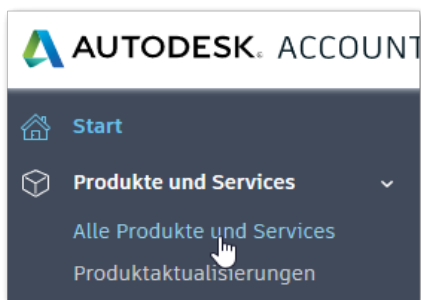 AUTODESK. ACCOUNT
Start
Produkte und Services
Alle Produkte und Services
Produktaktualisierungen